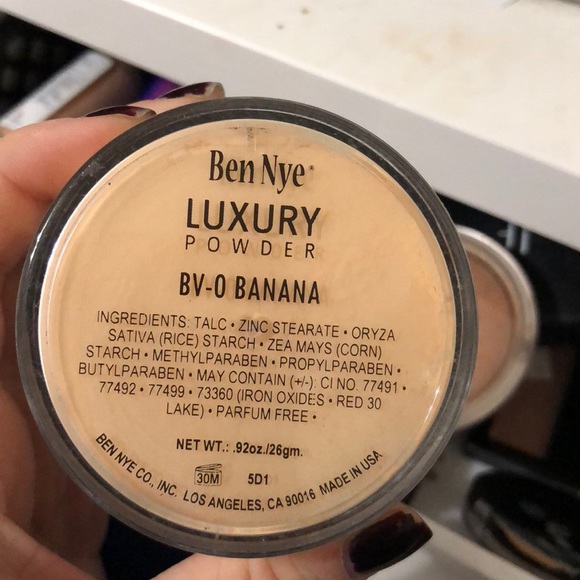 Ben Nye
LUXURY
POWDER
BV-0 BANANA
INGREDIENTS: TALC • ZINC STEARATE • ORYZA
SATIVA (RICE) STARCH • ZEA MAYS (CORN)
STARCH • METHYLPARABEN • PROPYLPARABEN •
BUTYLPARABEN • MAY CONTAIN (+/-): CI NO. 77491 •
77492 • 77499 • 73360 (IRON OXIDES • RED 30
LAKE) • PARFUM FREE •
NET WT.: .92oz./26gm.
30M 5D1
BEN NYE CO., INC. LOS ANGELES, CA 90016 MADE IN USA